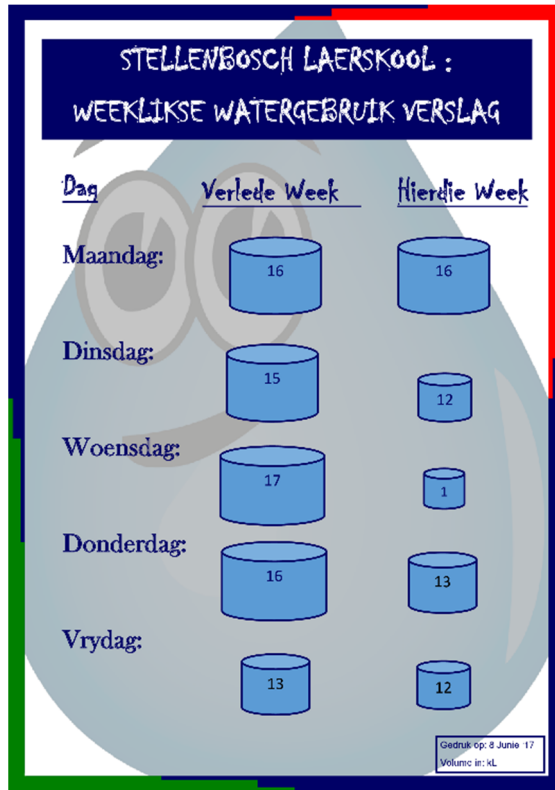 STELLENBOSCH LAERSKOOL :
WEEKLIKSE WATERGEBRUIK VERSLAG
Dag Verlede Week Hierdie Week
Maandag: 16 16
Dinsdag: 15 12
Woensdag: 17 1
Donderdag: 16 13
Vrydag: 13 12
Gedruk op: 8 Junie '17
Volume in: kL